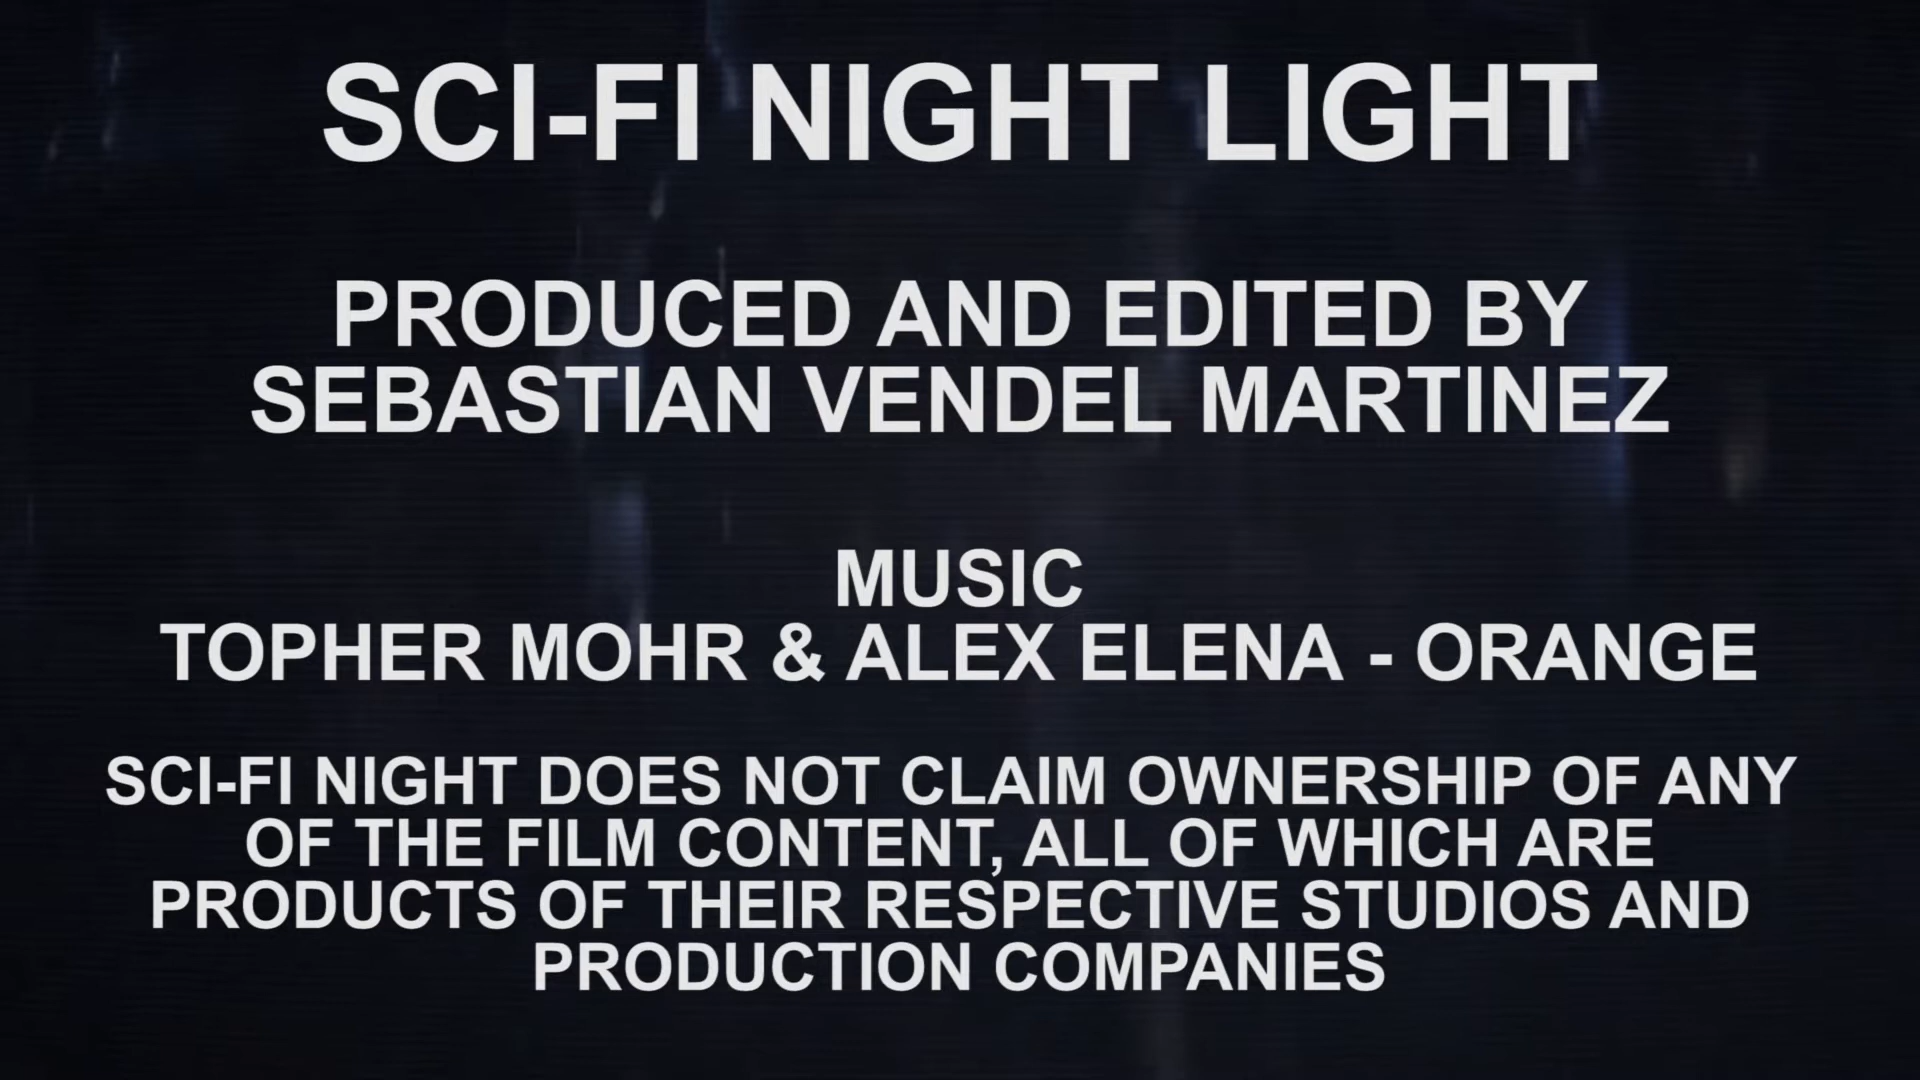 SCI-FI NIGHT LIGHT
PRODUCED AND EDITED BY
SEBASTIAN VENDEL MARTINEZ
MUSIC
TOPHER MOHR & ALEX ELENA - ORANGE
SCI-FI NIGHT DOES NOT CLAIM OWNERSHIP OF ANY
OF THE FILM CONTENT, ALL OF WHICH ARE
PRODUCTS OF THEIR RESPECTIVE STUDIOS AND
PRODUCTION COMPANIES